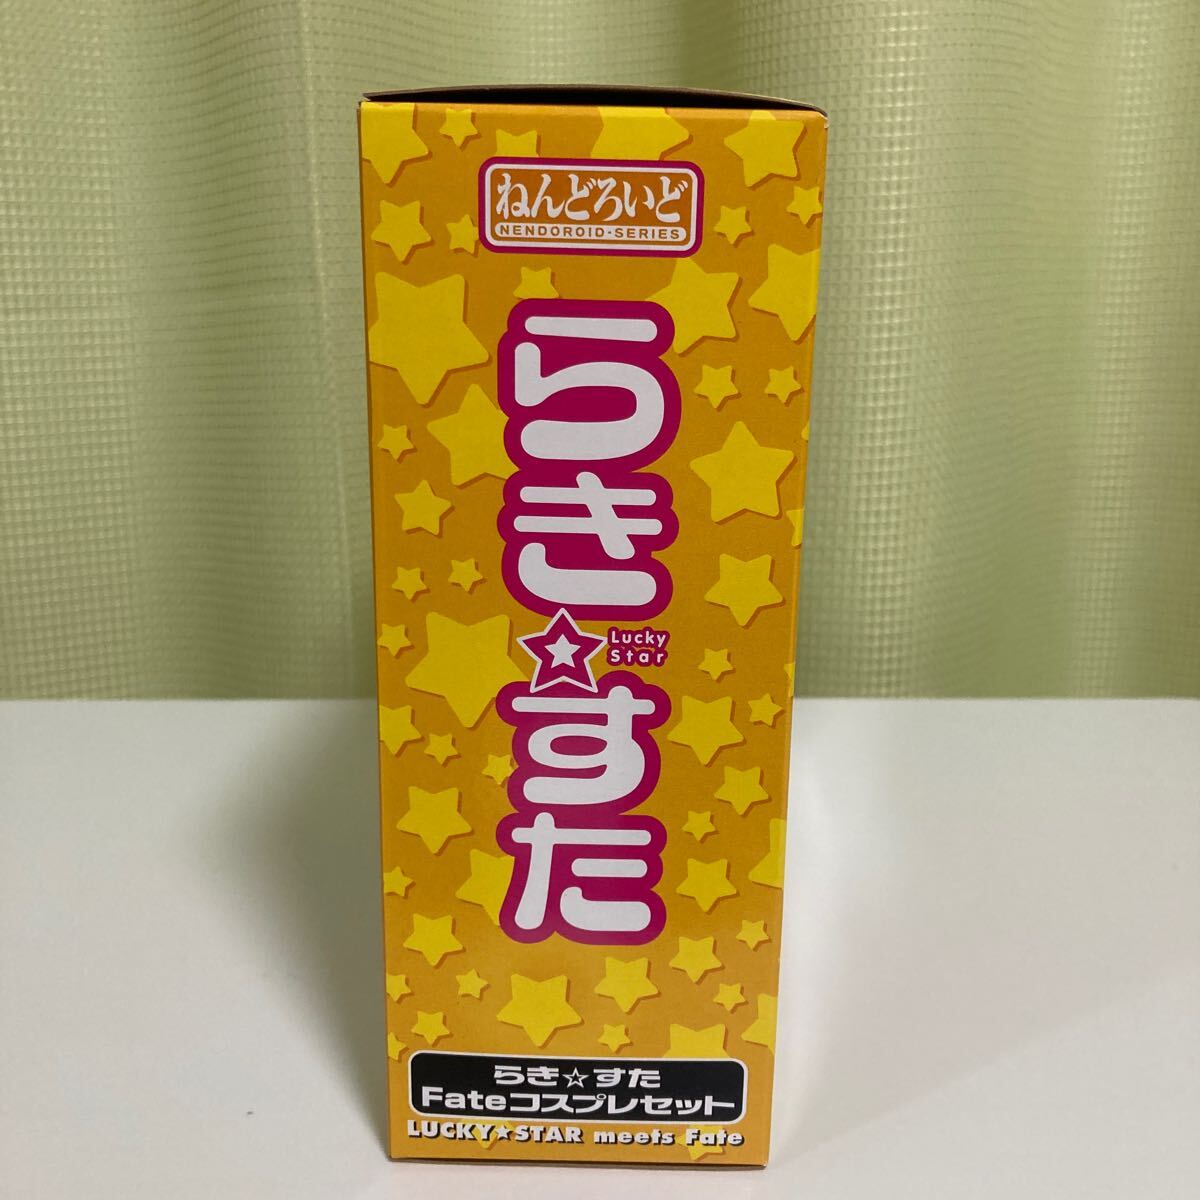 ねんどろいど
NENDOROID・SERIES
らき☆すた
Lucky
Star
らき☆すた
Fateコスプレセット
LUCKY★STAR meets Fate